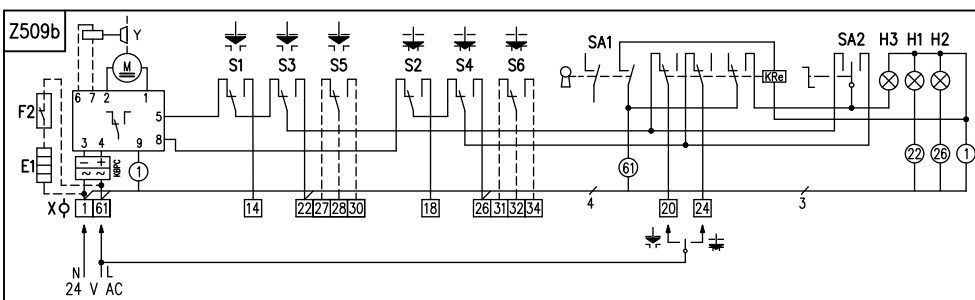 Z509b
Y
M
6 7 2 1
F2
5
8
3 4 9
E1
− +
~ ~
KBPC
1
X
1 61
N L
24 V AC
S1 S3 S5 S2 S4 S6
14 22 27 28 30 18 26 31 32 34
SA1 KRe SA2 H3 H1 H2
61 22 26 1
4 20 24 3